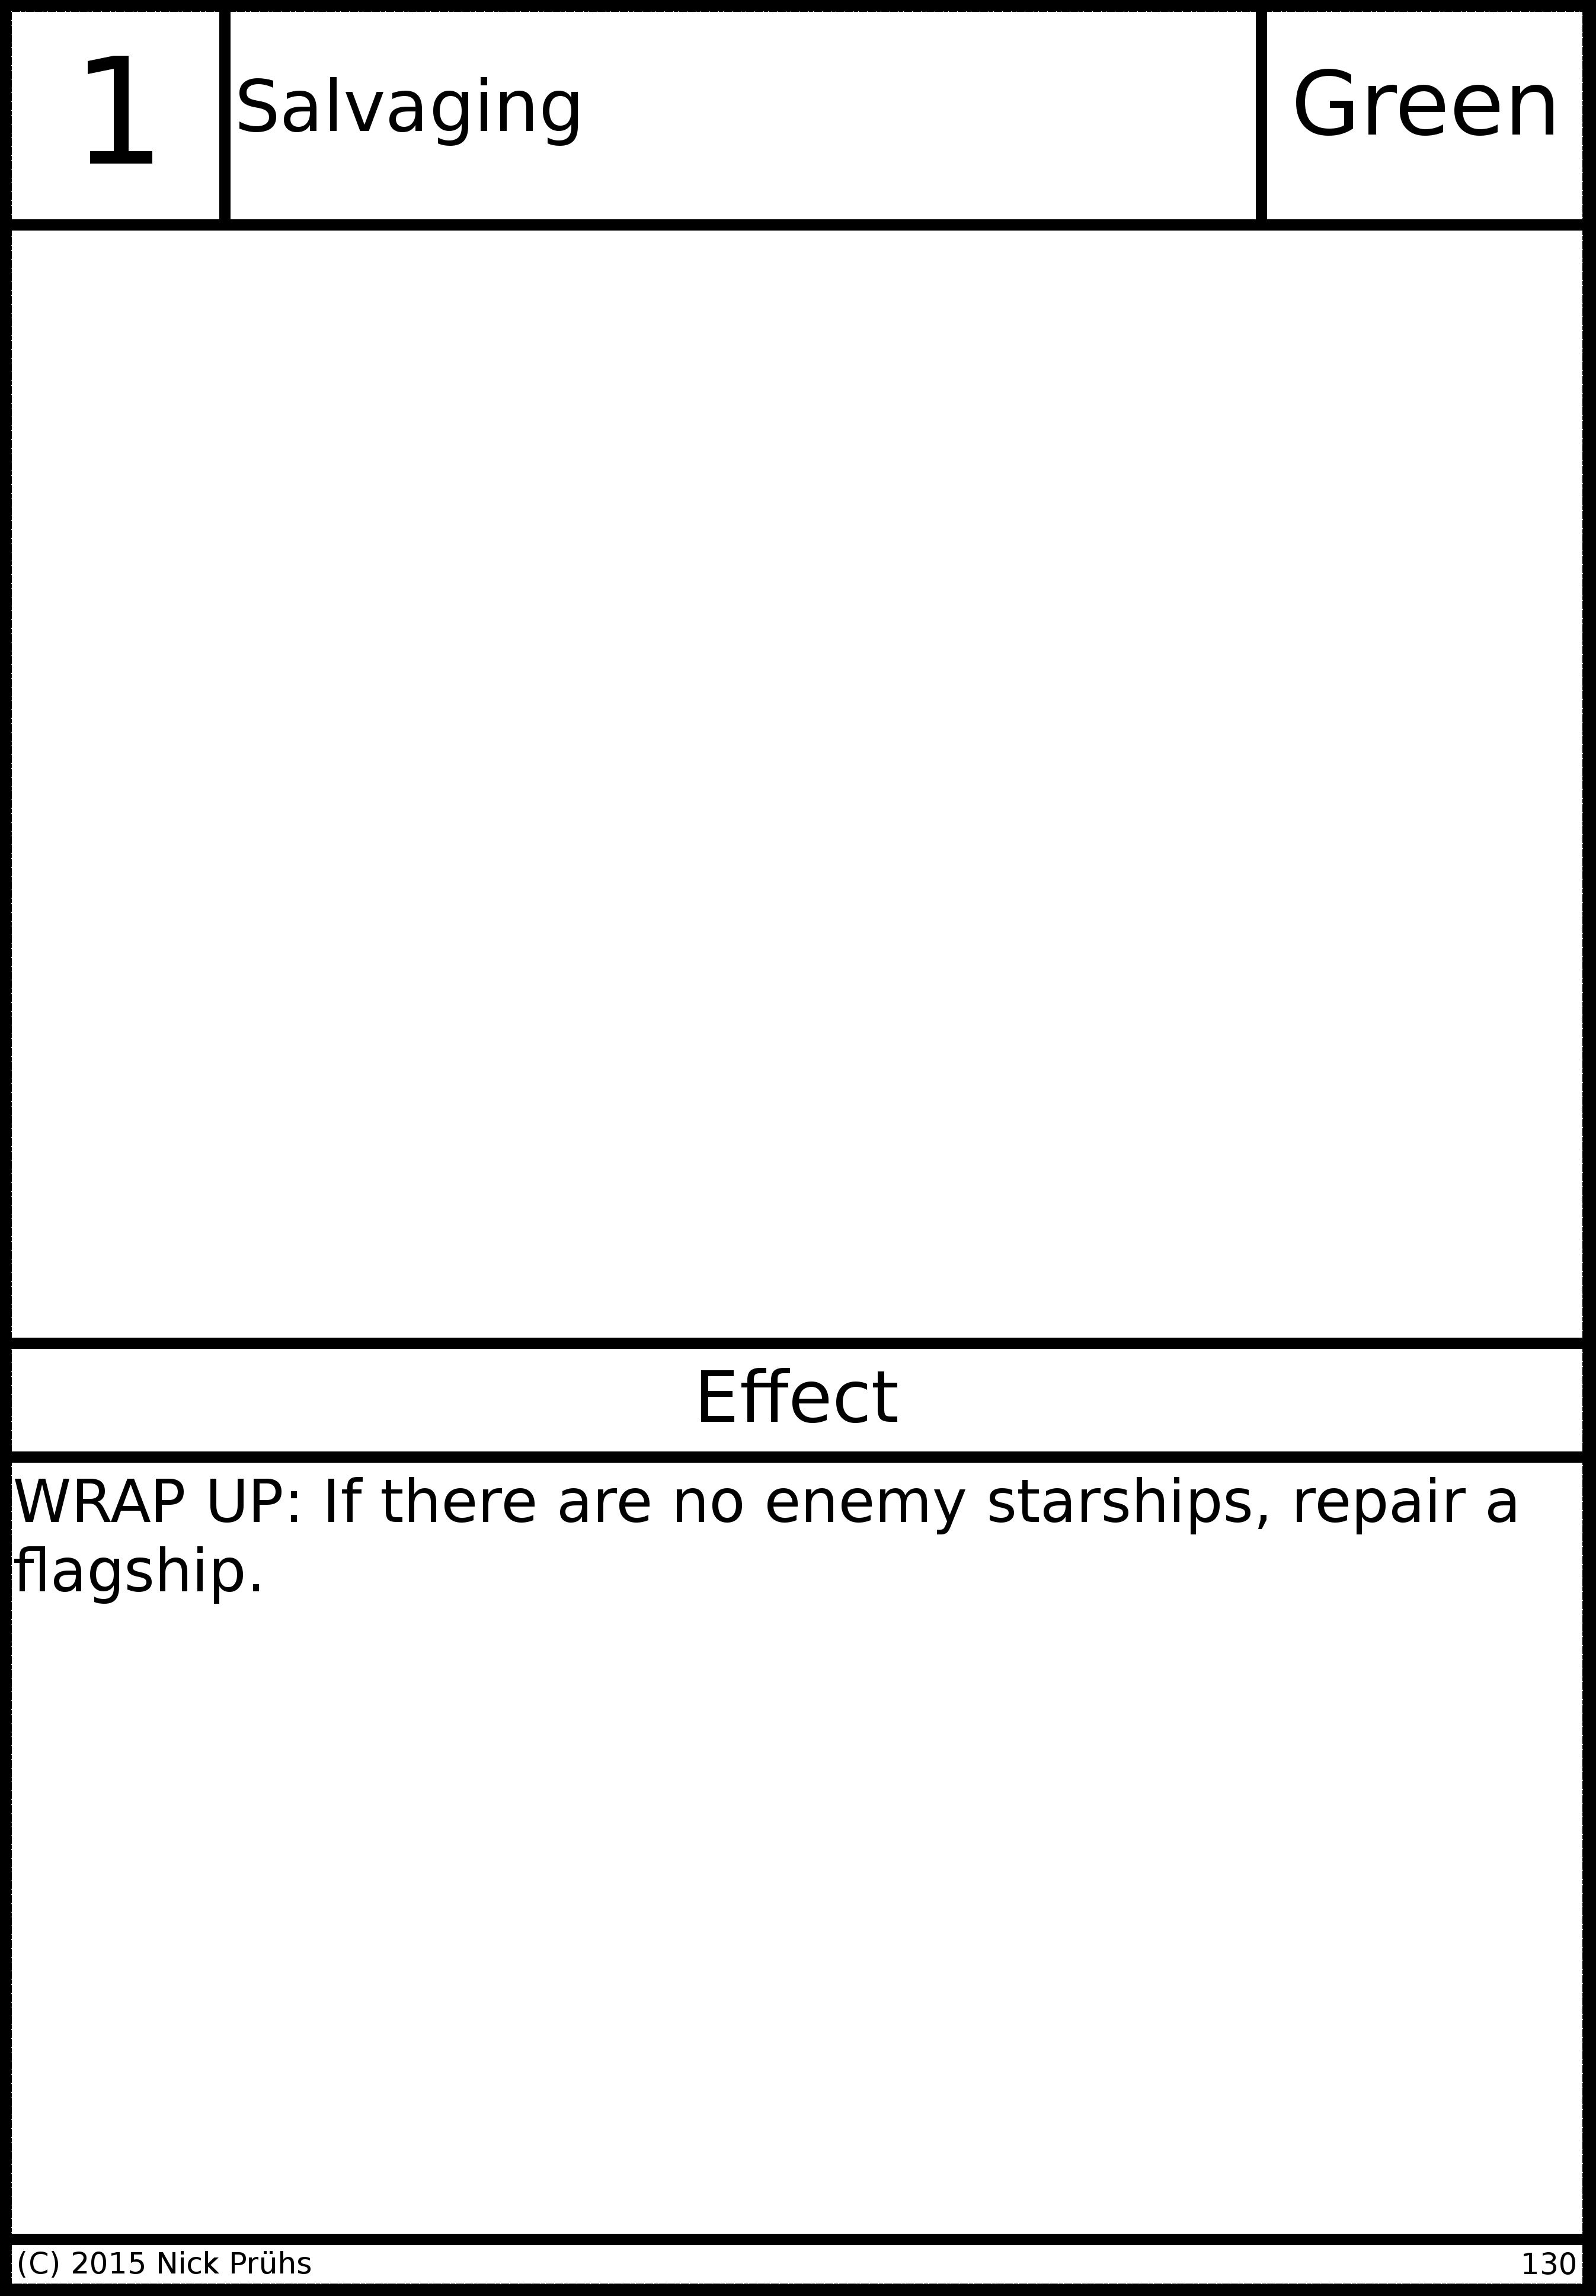 1
Salvaging
Green
Effect
WRAP UP: If there are no enemy starships, repair a
flagship.
(C) 2015 Nick Prühs
130